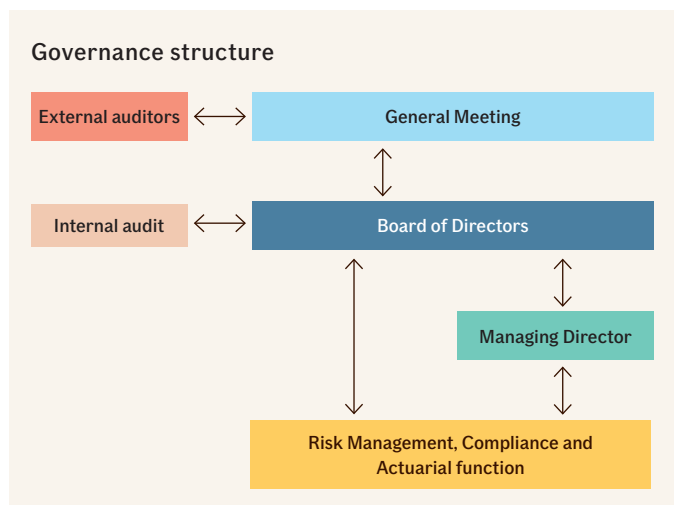 Governance structure
External auditors
General Meeting
Internal audit
Board of Directors
Managing Director
Risk Management, Compliance and
Actuarial function